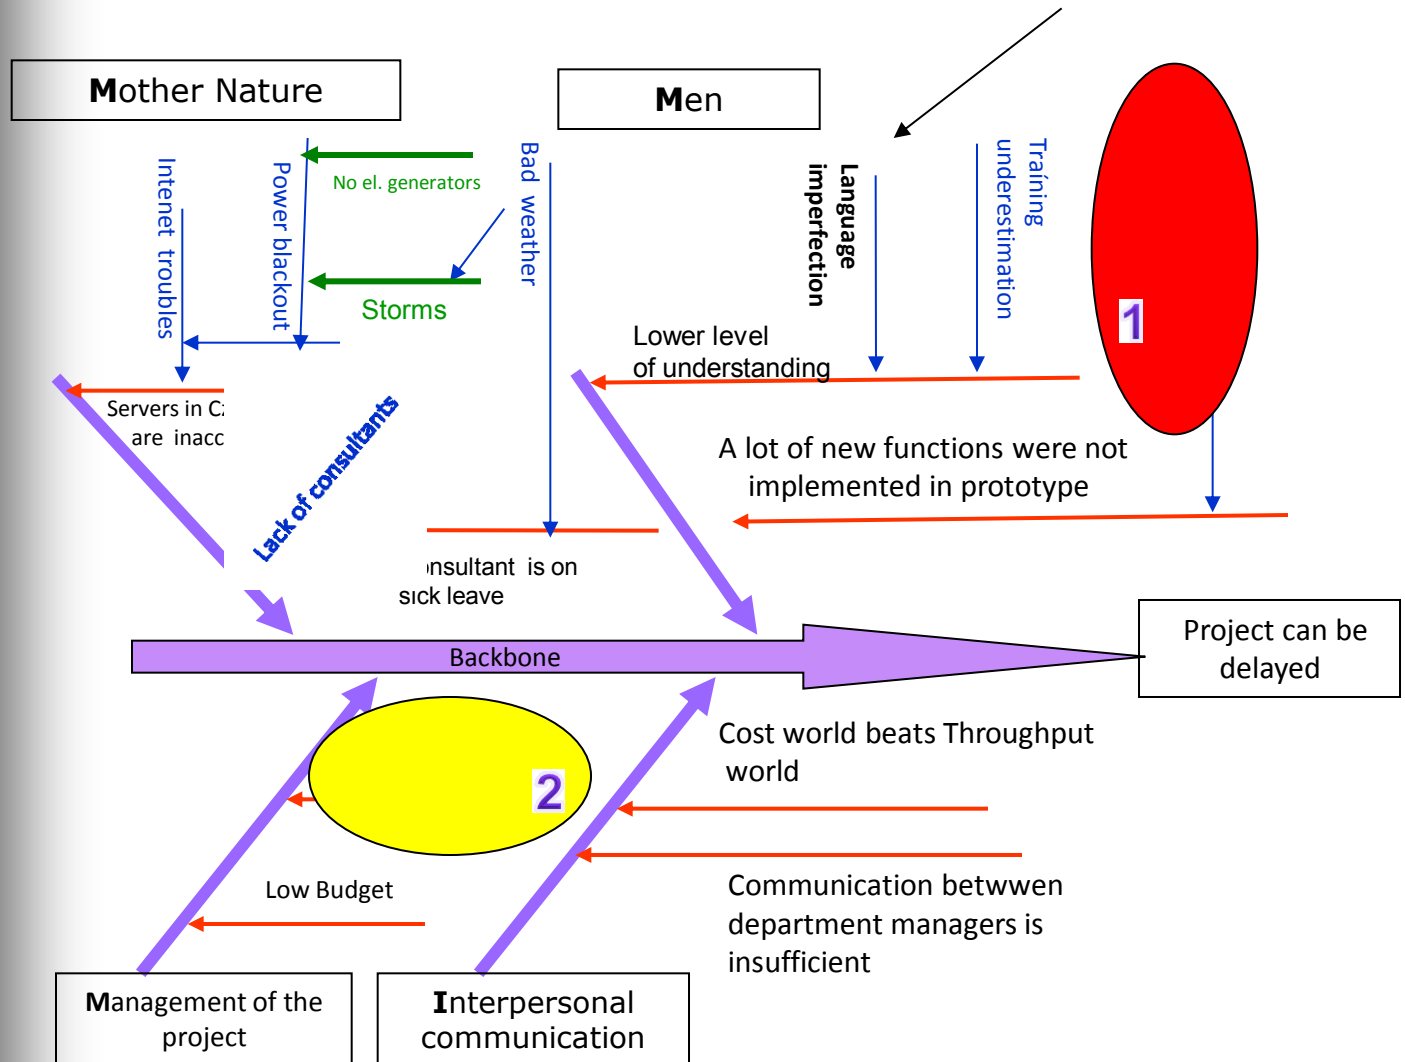 Mother Nature
Men
Intenet troubles
Power blackout
No el. generators
Storms
Bad weather
Language
imperfection
Traíning
underestimation
1
Lower level
of understanding
Servers in
are
Lack of consultants
A lot of new functions were not
implemented in prototype
is on
sick leave
Backbone
Project can be
delayed
2
Cost world beats Throughput
world
Low Budget
Communication betwwen
department managers is
insufficient
Management of the
project
Interpersonal
communication